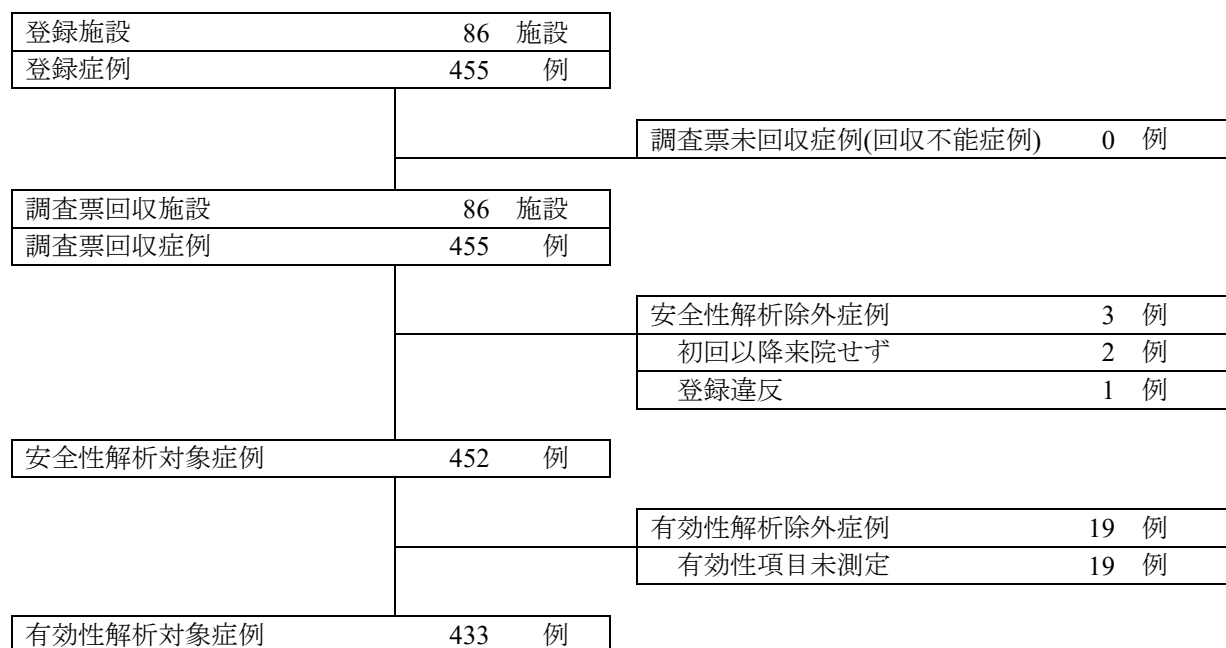 登録施設 86 施設
登録症例 455 例
調査票未回収症例(回収不能症例) 0 例
調査票回収施設 86 施設
調査票回収症例 455 例
安全性解析除外症例 3 例
初回以降来院せず 2 例
登録違反 1 例
安全性解析対象症例 452 例
有効性解析除外症例 19 例
有効性項目未測定 19 例
有効性解析対象症例 433 例